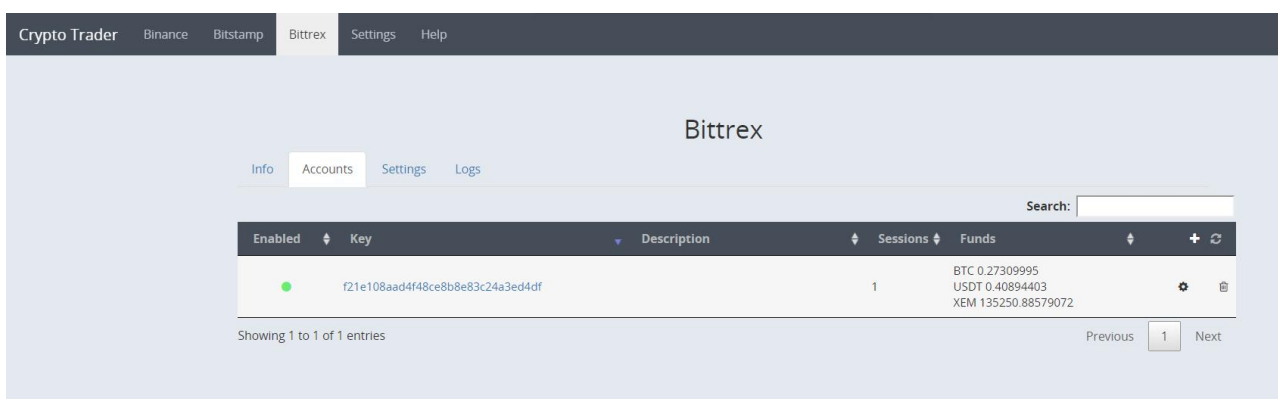 Crypto Trader Binance Bitstamp Bittrex Settings Help
Bittrex
Info Accounts Settings Logs
Search:
Enabled Key Description Sessions Funds
f21e108aad4f48ce8b8e83c24a3ed4df 1 BTC 0.27309995
USDT 0.40894403
XEM 135250.88579072
Showing 1 to 1 of 1 entries Previous 1 Next